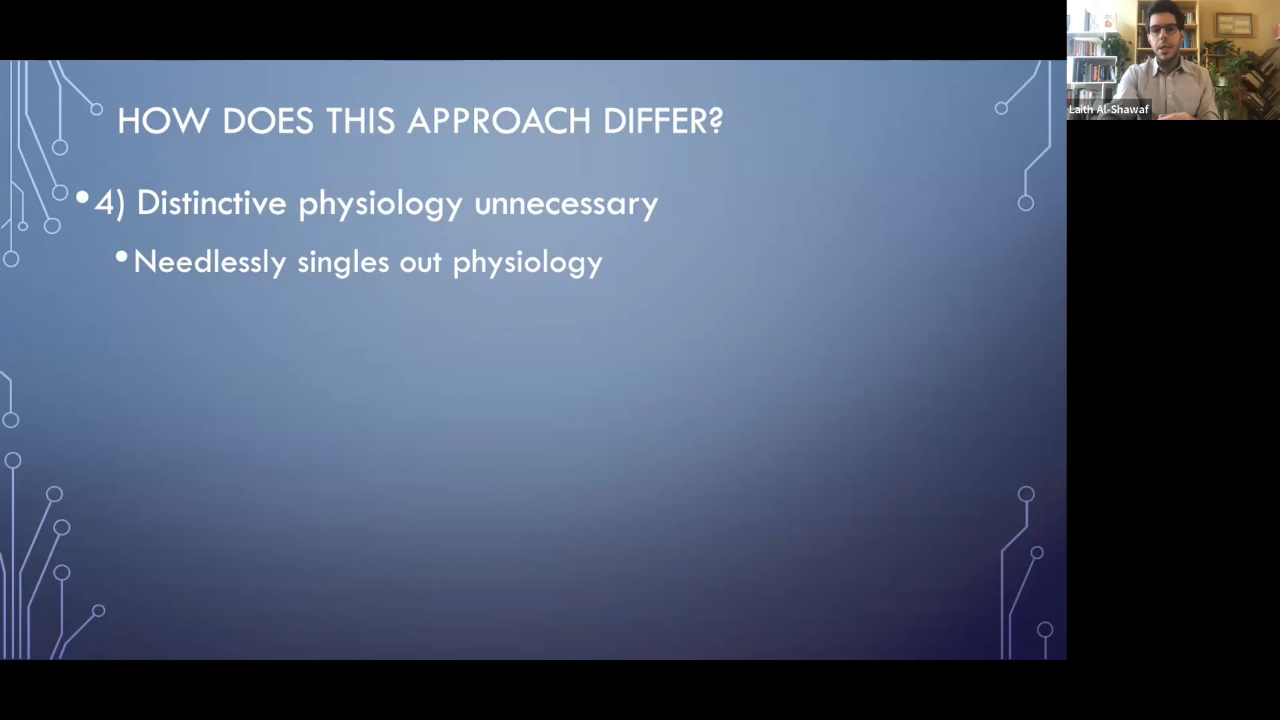 HOW DOES THIS APPROACH DIFFER?
•4) Distinctive physiology unnecessary
•Needlessly singles out physiology
Laith Al-Shawaf